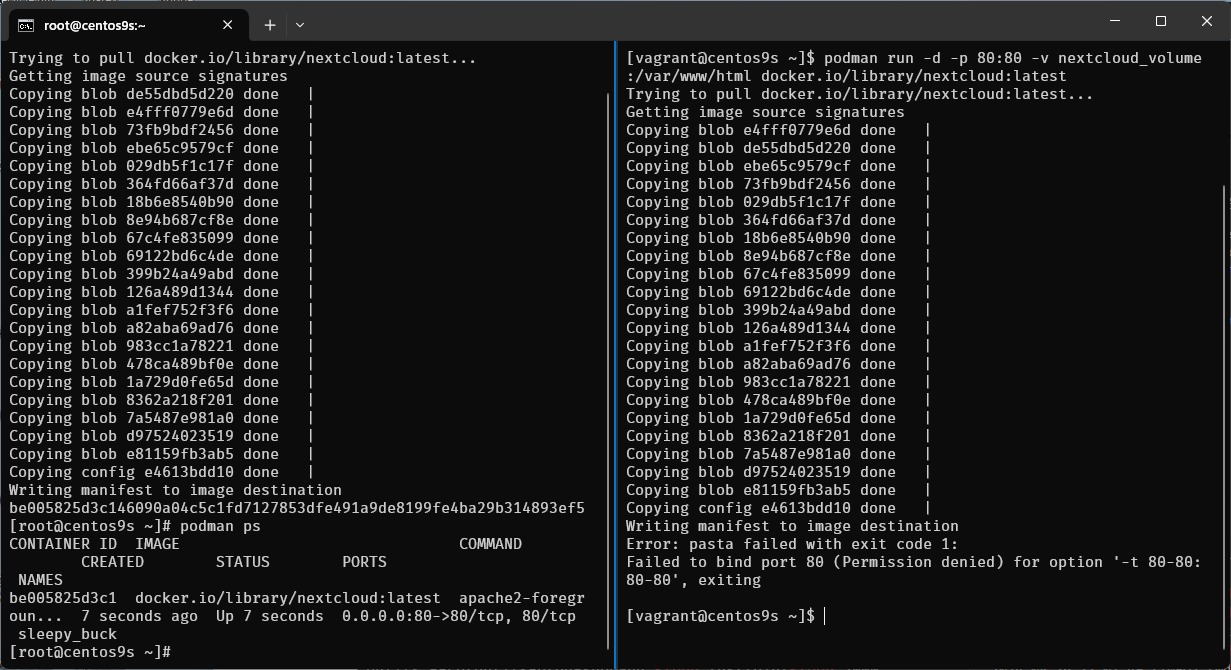 root@centos9s:~
Trying to pull docker.io/library/nextcloud:latest...
Getting image source signatures
Copying blob de55dbd5d220 done   |
Copying blob e4fff0779e6d done   |
Copying blob 73fb9bdf2456 done   |
Copying blob ebe65c9579cf done   |
Copying blob 029db5f1c17f done   |
Copying blob 364fd66af37d done   |
Copying blob 18b6e8540b90 done   |
Copying blob 8e94b687cf8e done   |
Copying blob 67c4fe835099 done   |
Copying blob 69122bd6c4de done   |
Copying blob 399b24a49abd done   |
Copying blob 126a489d1344 done   |
Copying blob a1fef752f3f6 done   |
Copying blob a82aba69ad76 done   |
Copying blob 983cc1a78221 done   |
Copying blob 478ca489bf0e done   |
Copying blob 1a729d0fe65d done   |
Copying blob 8362a218f201 done   |
Copying blob 7a5487e981a0 done   |
Copying blob d97524023519 done   |
Copying blob e81159fb3ab5 done   |
Copying config e4613bdd10 done   |
Writing manifest to image destination
be005825d3c146090a04c5c1fd7127853dfe491a9de8199fe4ba29b314893ef5
[root@centos9s ~]# podman ps
CONTAINER ID  IMAGE                               COMMAND
        CREATED        STATUS        PORTS
 NAMES
be005825d3c1  docker.io/library/nextcloud:latest  apache2-foregr
oun...  7 seconds ago  Up 7 seconds  0.0.0.0:80->80/tcp, 80/tcp
 sleepy_buck
[root@centos9s ~]#
[vagrant@centos9s ~]$ podman run -d -p 80:80 -v nextcloud_volume
:/var/www/html docker.io/library/nextcloud:latest
Trying to pull docker.io/library/nextcloud:latest...
Getting image source signatures
Copying blob e4fff0779e6d done   |
Copying blob de55dbd5d220 done   |
Copying blob ebe65c9579cf done   |
Copying blob 73fb9bdf2456 done   |
Copying blob 029db5f1c17f done   |
Copying blob 364fd66af37d done   |
Copying blob 18b6e8540b90 done   |
Copying blob 8e94b687cf8e done   |
Copying blob 67c4fe835099 done   |
Copying blob 69122bd6c4de done   |
Copying blob 399b24a49abd done   |
Copying blob 126a489d1344 done   |
Copying blob a1fef752f3f6 done   |
Copying blob a82aba69ad76 done   |
Copying blob 983cc1a78221 done   |
Copying blob 478ca489bf0e done   |
Copying blob 1a729d0fe65d done   |
Copying blob 8362a218f201 done   |
Copying blob 7a5487e981a0 done   |
Copying blob d97524023519 done   |
Copying blob e81159fb3ab5 done   |
Copying config e4613bdd10 done   |
Writing manifest to image destination
Error: pasta failed with exit code 1:
Failed to bind port 80 (Permission denied) for option '-t 80-80:
80-80', exiting
[vagrant@centos9s ~]$